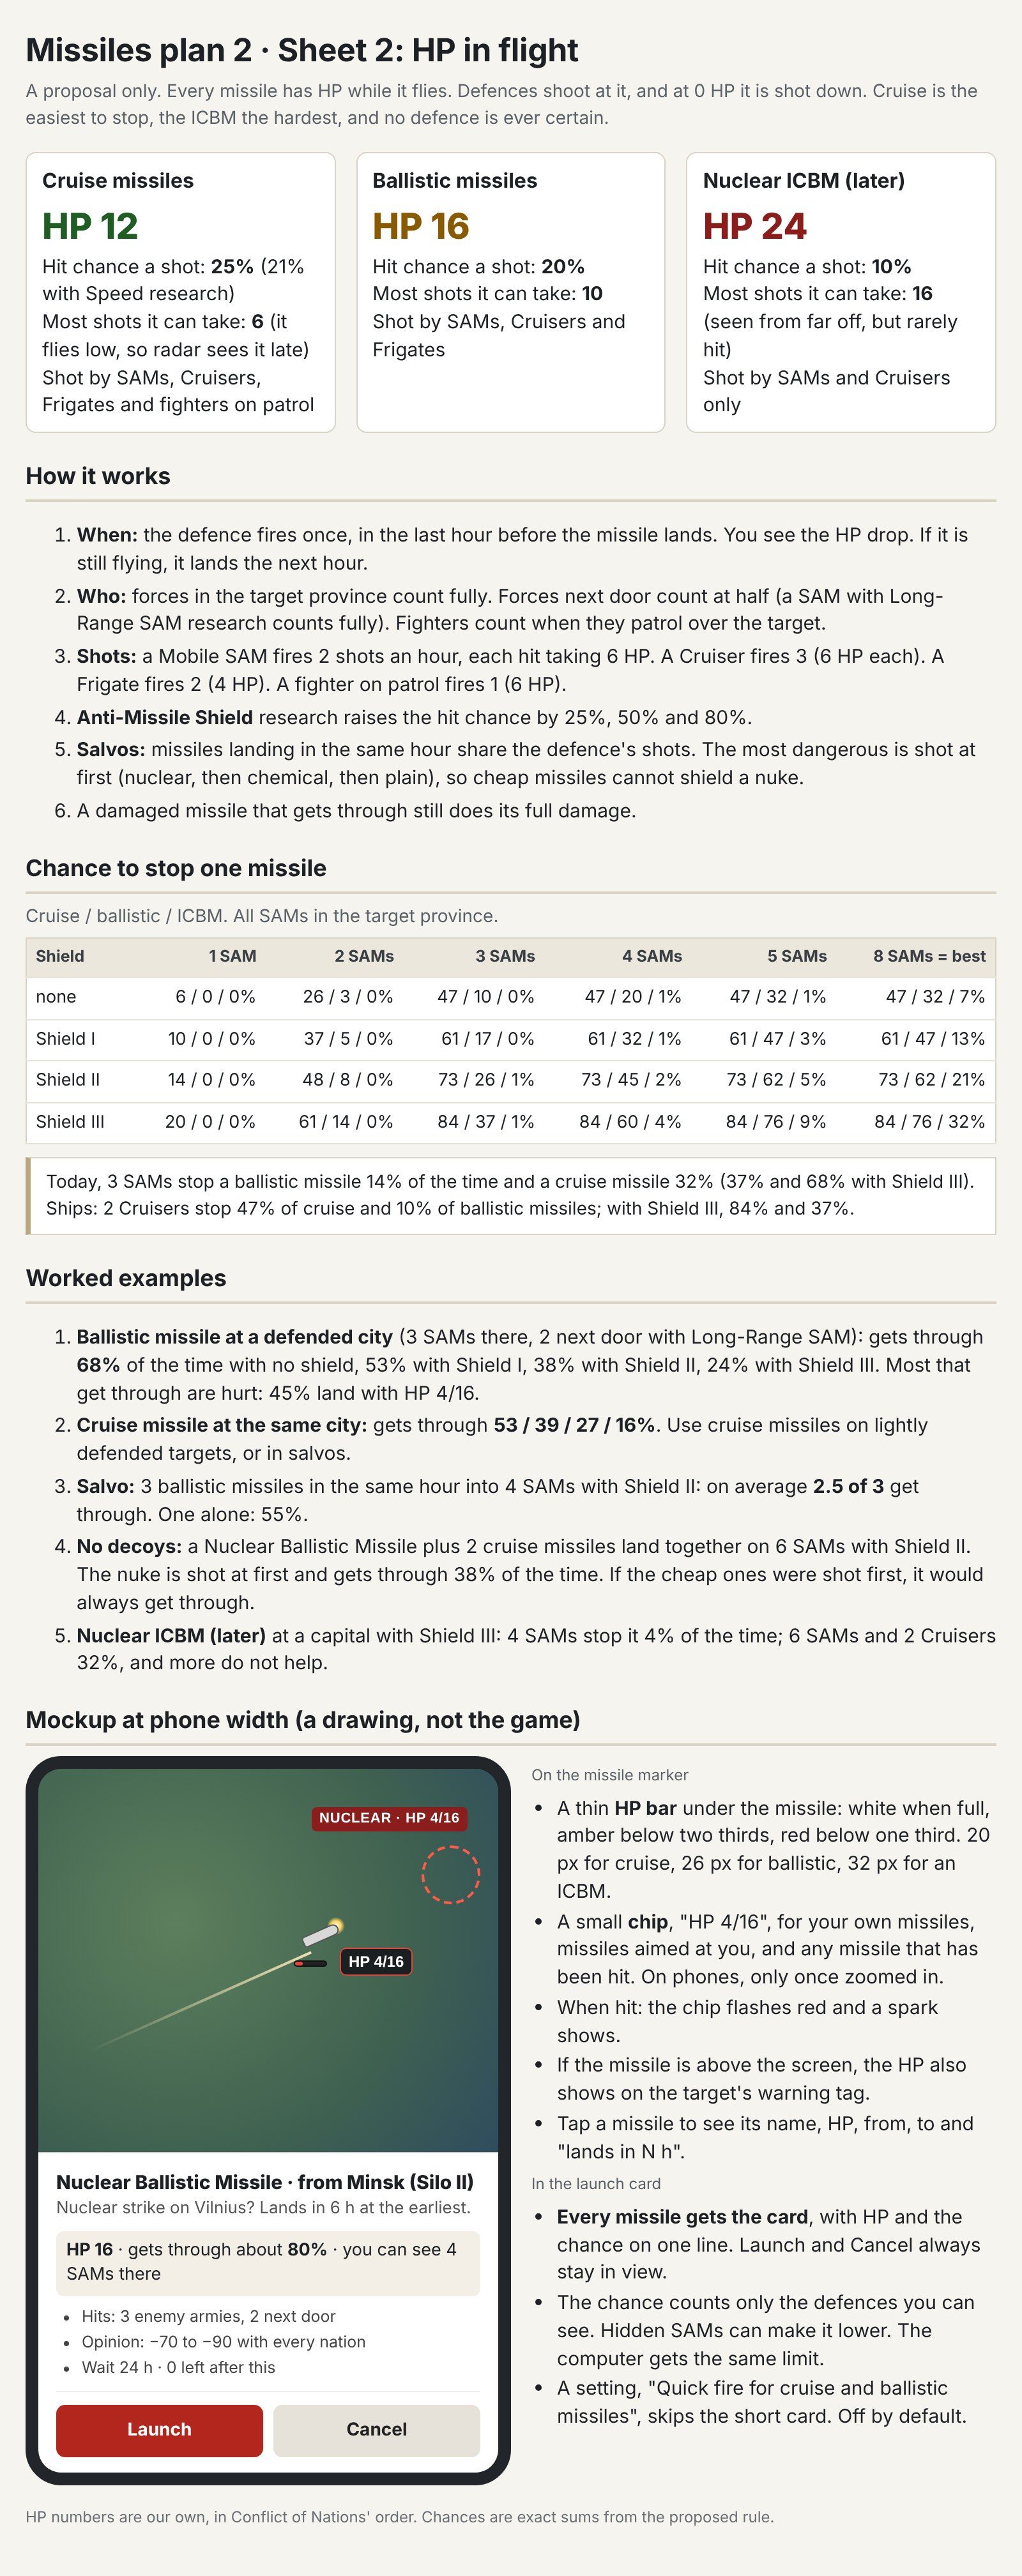 Missiles plan 2 · Sheet 2: HP in flight
A proposal only. Every missile has HP while it flies. Defences shoot at it, and at 0 HP it is shot down. Cruise is the
easiest to stop, the ICBM the hardest, and no defence is ever certain.
Cruise missiles
HP 12
Hit chance a shot: 25% (21%
with Speed research)
Most shots it can take: 6 (it
flies low, so radar sees it late)
Shot by SAMs, Cruisers,
Frigates and fighters on patrol
Ballistic missiles
HP 16
Hit chance a shot: 20%
Most shots it can take: 10
Shot by SAMs, Cruisers and
Frigates
Nuclear ICBM (later)
HP 24
Hit chance a shot: 10%
Most shots it can take: 16
(seen from far off, but rarely
hit)
Shot by SAMs and Cruisers
only
How it works
1. When: the defence fires once, in the last hour before the missile lands. You see the HP drop. If it is
still flying, it lands the next hour.
2. Who: forces in the target province count fully. Forces next door count at half (a SAM with Long-
Range SAM research counts fully). Fighters count when they patrol over the target.
3. Shots: a Mobile SAM fires 2 shots an hour, each hit taking 6 HP. A Cruiser fires 3 (6 HP each). A
Frigate fires 2 (4 HP). A fighter on patrol fires 1 (6 HP).
4. Anti-Missile Shield research raises the hit chance by 25%, 50% and 80%.
5. Salvos: missiles landing in the same hour share the defence's shots. The most dangerous is shot at
first (nuclear, then chemical, then plain), so cheap missiles cannot shield a nuke.
6. A damaged missile that gets through still does its full damage.
Chance to stop one missile
Cruise / ballistic / ICBM. All SAMs in the target province.
Shield 1 SAM 2 SAMs 3 SAMs 4 SAMs 5 SAMs 8 SAMs = best
none 6 / 0 / 0% 26 / 3 / 0% 47 / 10 / 0% 47 / 20 / 1% 47 / 32 / 1% 47 / 32 / 7%
Shield I 10 / 0 / 0% 37 / 5 / 0% 61 / 17 / 0% 61 / 32 / 1% 61 / 47 / 3% 61 / 47 / 13%
Shield II 14 / 0 / 0% 48 / 8 / 0% 73 / 26 / 1% 73 / 45 / 2% 73 / 62 / 5% 73 / 62 / 21%
Shield III 20 / 0 / 0% 61 / 14 / 0% 84 / 37 / 1% 84 / 60 / 4% 84 / 76 / 9% 84 / 76 / 32%
Today, 3 SAMs stop a ballistic missile 14% of the time and a cruise missile 32% (37% and 68% with Shield III).
Ships: 2 Cruisers stop 47% of cruise and 10% of ballistic missiles; with Shield III, 84% and 37%.
Worked examples
1. Ballistic missile at a defended city (3 SAMs there, 2 next door with Long-Range SAM): gets through
68% of the time with no shield, 53% with Shield I, 38% with Shield II, 24% with Shield III. Most that
get through are hurt: 45% land with HP 4/16.
2. Cruise missile at the same city: gets through 53 / 39 / 27 / 16%. Use cruise missiles on lightly
defended targets, or in salvos.
3. Salvo: 3 ballistic missiles in the same hour into 4 SAMs with Shield II: on average 2.5 of 3 get
through. One alone: 55%.
4. No decoys: a Nuclear Ballistic Missile plus 2 cruise missiles land together on 6 SAMs with Shield II.
The nuke is shot at first and gets through 38% of the time. If the cheap ones were shot first, it would
always get through.
5. Nuclear ICBM (later) at a capital with Shield III: 4 SAMs stop it 4% of the time; 6 SAMs and 2 Cruisers
32%, and more do not help.
Mockup at phone width (a drawing, not the game)
NUCLEAR · HP 4/16
HP 4/16
Nuclear Ballistic Missile · from Minsk (Silo II)
Nuclear strike on Vilnius? Lands in 6 h at the earliest.
HP 16 · gets through about 80% · you can see 4
SAMs there
• Hits: 3 enemy armies, 2 next door
• Opinion: −70 to −90 with every nation
• Wait 24 h · 0 left after this
Launch
Cancel
On the missile marker
• A thin HP bar under the missile: white when full,
amber below two thirds, red below one third. 20
px for cruise, 26 px for ballistic, 32 px for an
ICBM.
• A small chip, "HP 4/16", for your own missiles,
missiles aimed at you, and any missile that has
been hit. On phones, only once zoomed in.
• When hit: the chip flashes red and a spark
shows.
• If the missile is above the screen, the HP also
shows on the target's warning tag.
• Tap a missile to see its name, HP, from, to and
"lands in N h".
In the launch card
• Every missile gets the card, with HP and the
chance on one line. Launch and Cancel always
stay in view.
• The chance counts only the defences you can
see. Hidden SAMs can make it lower. The
computer gets the same limit.
• A setting, "Quick fire for cruise and ballistic
missiles", skips the short card. Off by default.
HP numbers are our own, in Conflict of Nations' order. Chances are exact sums from the proposed rule.